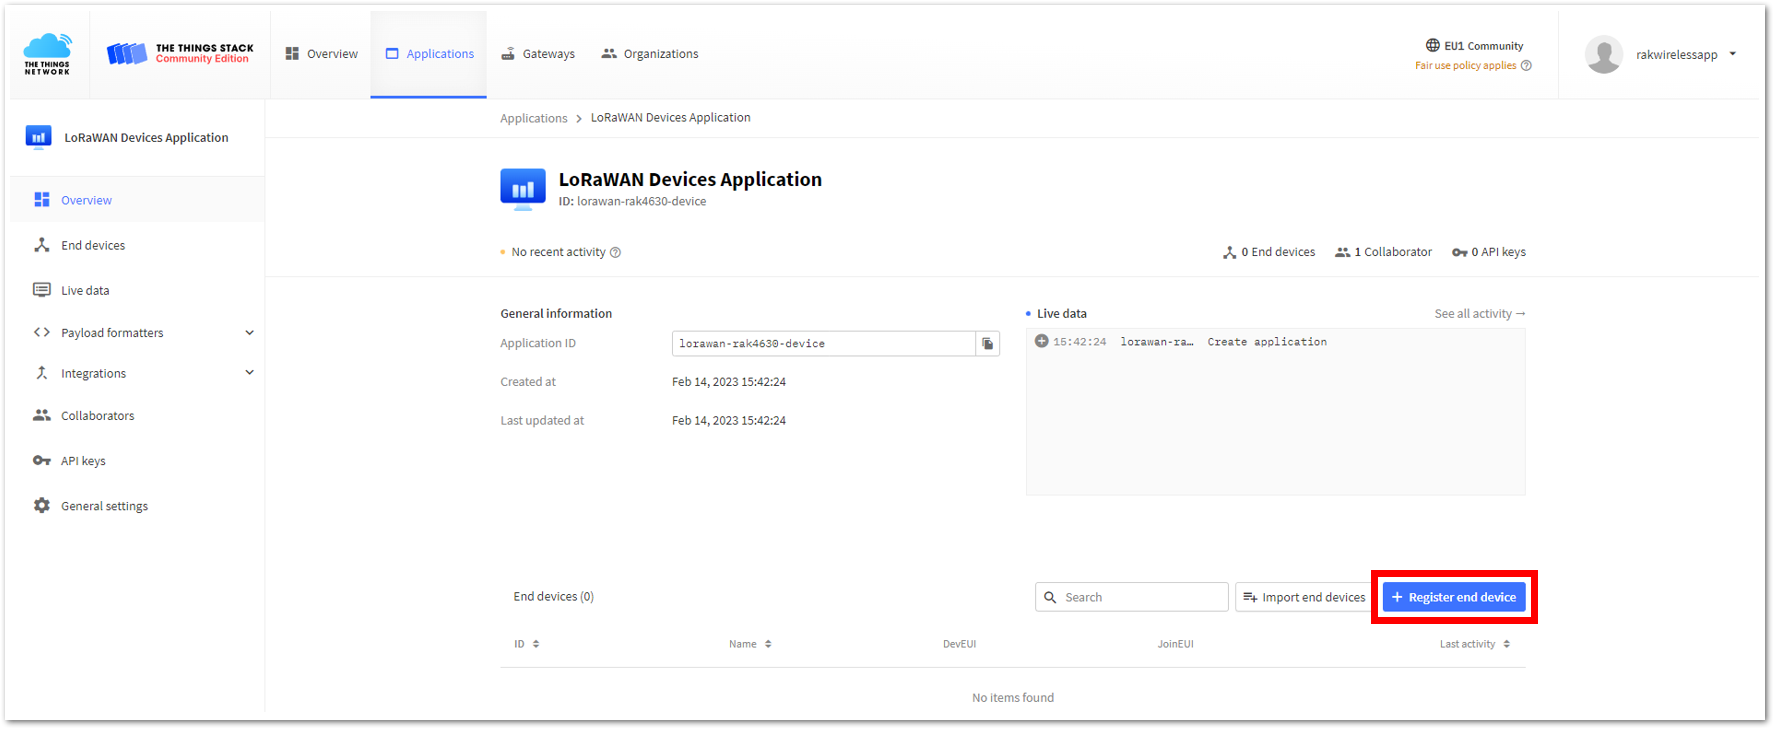 THE THINGS
NETWORK
THE THINGS STACK
Community Edition
Overview
Applications
Gateways
Organizations
EU1 Community
Fair use policy applies
rakwirelessapp
LoRaWAN Devices Application
Overview
End devices
Live data
Payload formatters
Integrations
Collaborators
API keys
General settings
Applications > LoRaWAN Devices Application
LoRaWAN Devices Application
ID: lorawan-rak4630-device
No recent activity
0 End devices
1 Collaborator
0 API keys
General information
Application ID
lorawan-rak4630-device
Created at
Feb 14, 2023 15:42:24
Last updated at
Feb 14, 2023 15:42:24
Live data
See all activity →
15:42:24 lorawan-ra… Create application
End devices (0)
Search
Import end devices
+ Register end device
ID
Name
DevEUI
JoinEUI
Last activity
No items found